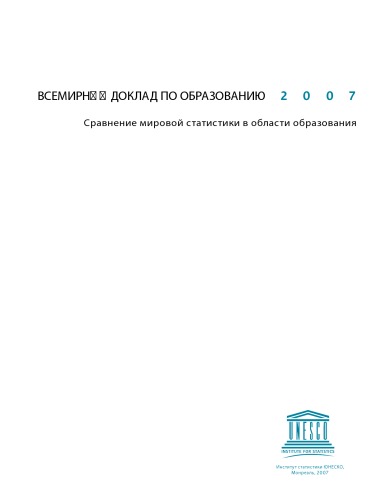 ВСЕМИРН ДОКЛАД ПО ОБРАЗОВАНИЮ 2 0 0 7
Сравнение мировой статистики в области образования
UNESCO
INSTITUTE FOR STATISTICS
Институт статистики ЮНЕСКО,
Монреаль, 2007